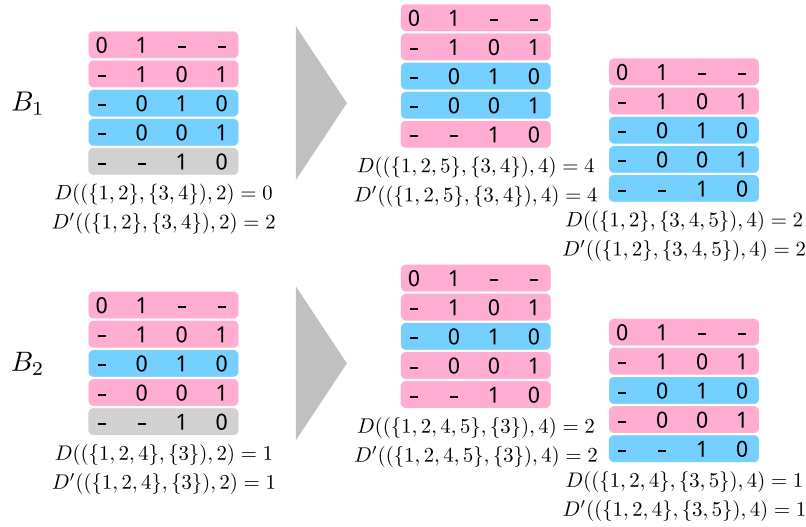 B₁
0 1 - -
- 1 0 1
- 0 1 0
- 0 0 1
- - 1 0
D(({1, 2}, {3, 4}), 2) = 0
D′(({1, 2}, {3, 4}), 2) = 2
0 1 - -
- 1 0 1
- 0 1 0
- 0 0 1
- - 1 0
D(({1, 2, 5}, {3, 4}), 4) = 4
D′(({1, 2, 5}, {3, 4}), 4) = 4
0 1 - -
- 1 0 1
- 0 1 0
- 0 0 1
- - 1 0
D(({1, 2}, {3, 4, 5}), 4) = 2
D′(({1, 2}, {3, 4, 5}), 4) = 2
B₂
0 1 - -
- 1 0 1
- 0 1 0
- 0 0 1
- - 1 0
D(({1, 2, 4}, {3}), 2) = 1
D′(({1, 2, 4}, {3}), 2) = 1
0 1 - -
- 1 0 1
- 0 1 0
- 0 0 1
- - 1 0
D(({1, 2, 4, 5}, {3}), 4) = 2
D′(({1, 2, 4, 5}, {3}), 4) = 2
0 1 - -
- 1 0 1
- 0 1 0
- 0 0 1
- - 1 0
D(({1, 2, 4}, {3, 5}), 4) = 1
D′(({1, 2, 4}, {3, 5}), 4) = 1